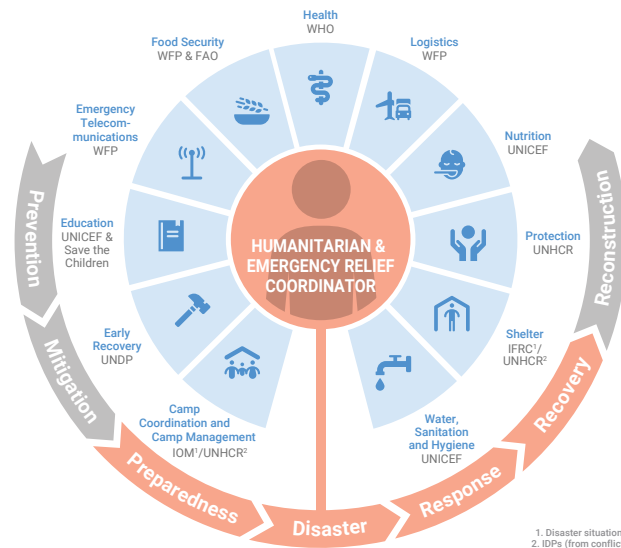 Health
WHO
Food Security
WFP & FAO
Logistics
WFP
Emergency
Telecom-
munications
WFP
Nutrition
UNICEF
Education
UNICEF &
Save the
Children
Protection
UNHCR
HUMANITARIAN &
EMERGENCY RELIEF
COORDINATOR
Early
Recovery
UNDP
Shelter
IFRC¹/
UNHCR²
Camp
Coordination and
Camp Management
IOM¹/UNHCR²
Water,
Sanitation
and Hygiene
UNICEF
Prevention
Mitigation
Preparedness
Disaster
Response
Recovery
Reconstruction
1. Disaster situation
2. IDPs (from conflic